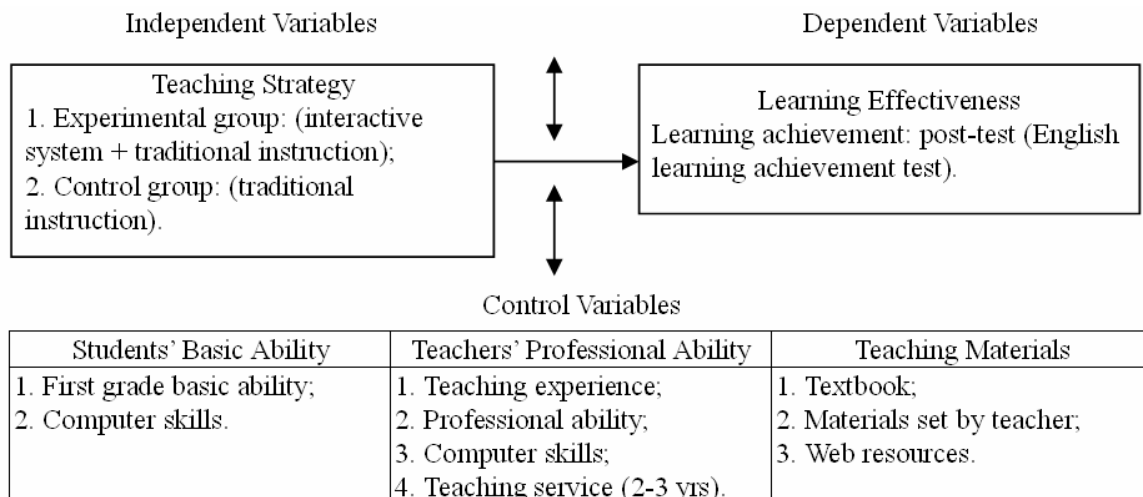 Independent Variables
Dependent Variables
Teaching Strategy
1. Experimental group: (interactive
system + traditional instruction);
2. Control group: (traditional
instruction).
Learning Effectiveness
Learning achievement: post-test (English
learning achievement test).
Control Variables
Students' Basic Ability
1. First grade basic ability;
2. Computer skills.
Teachers' Professional Ability
1. Teaching experience;
2. Professional ability;
3. Computer skills;
4. Teaching service (2-3 yrs).
Teaching Materials
1. Textbook;
2. Materials set by teacher;
3. Web resources.